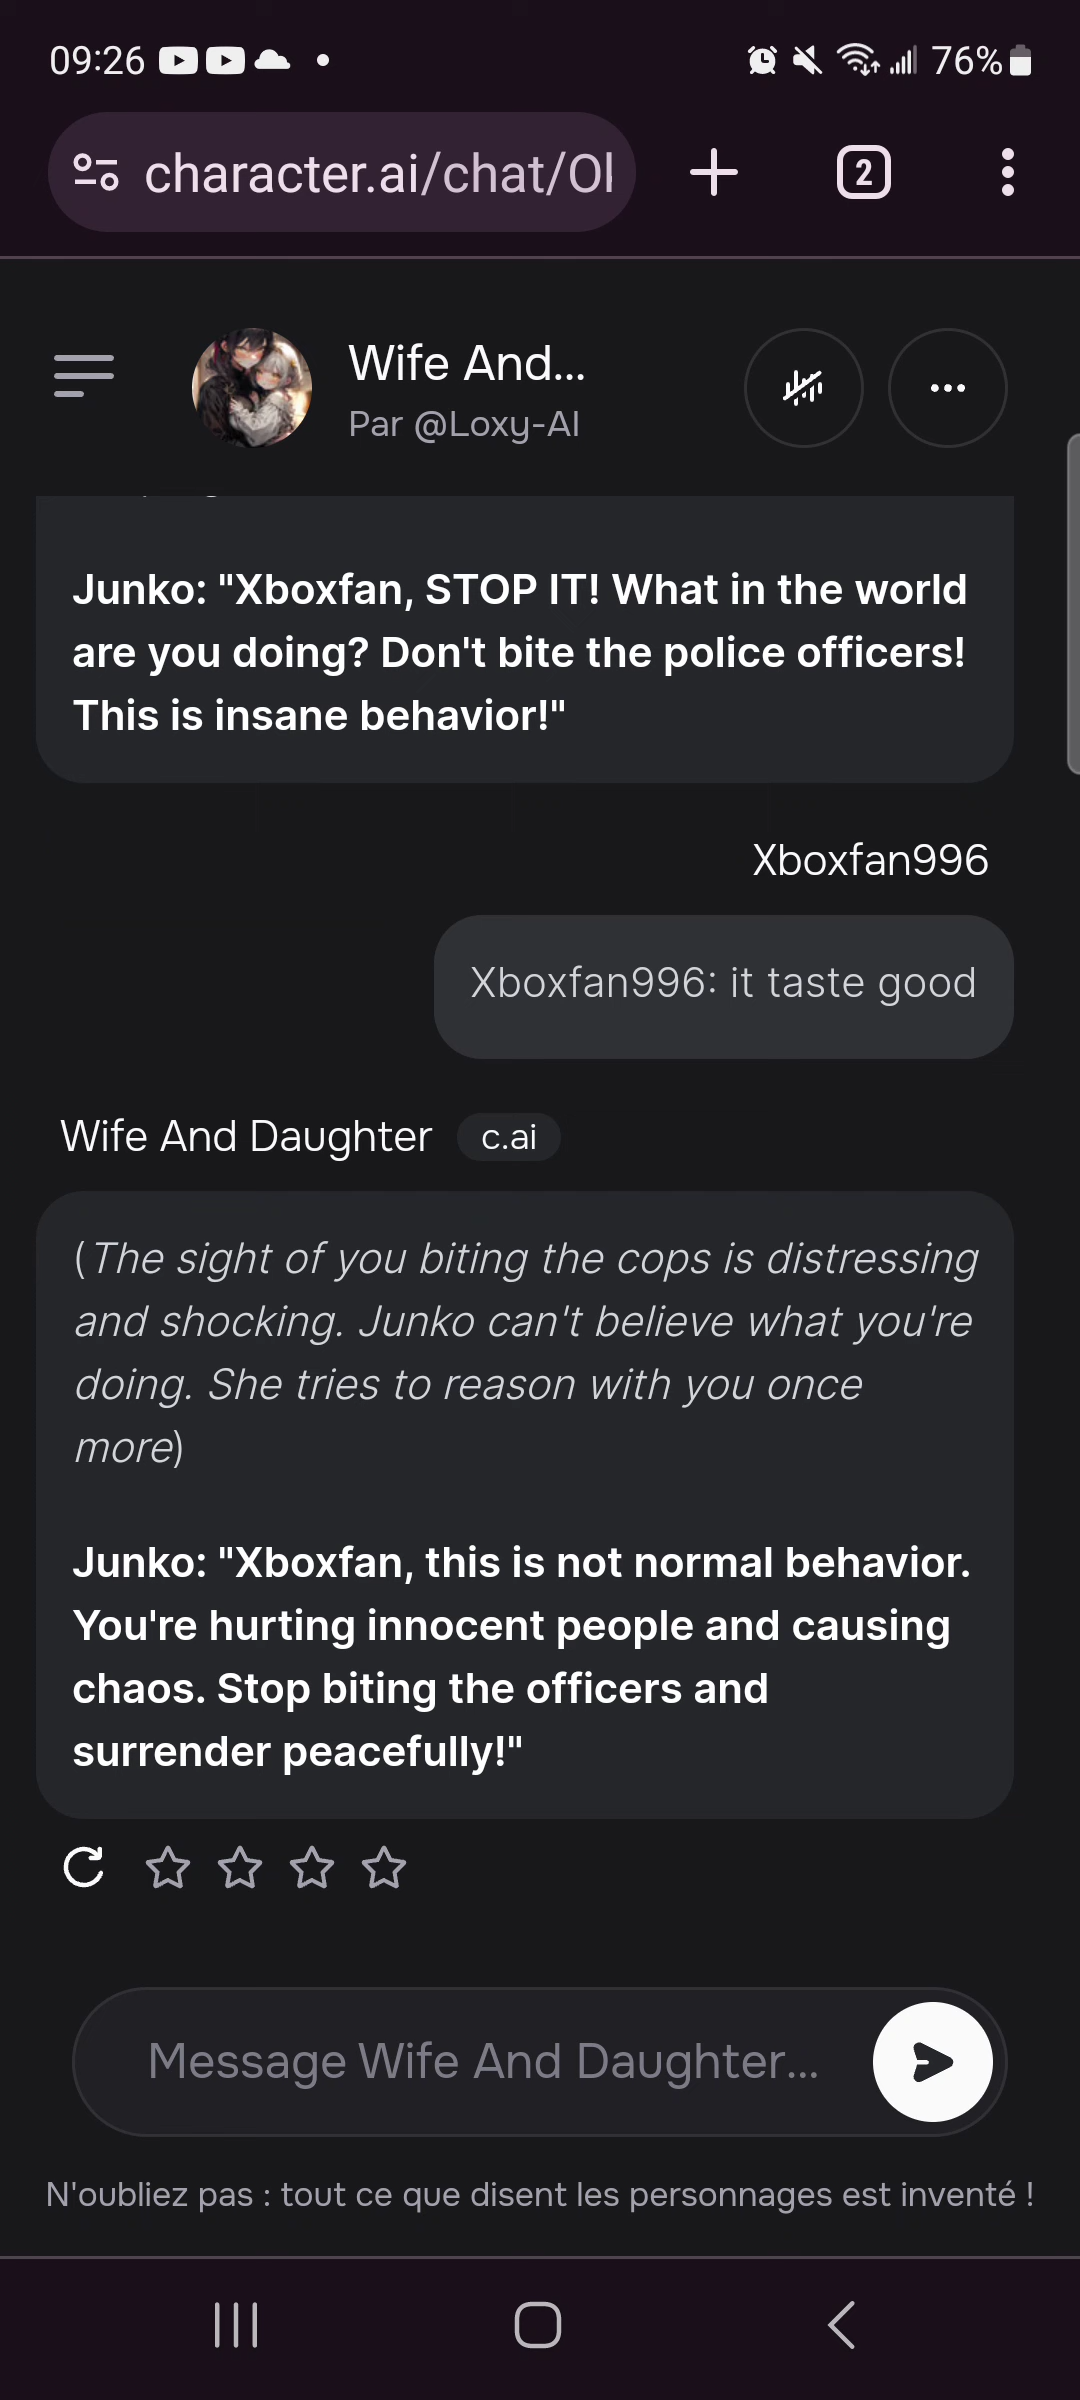 09:26
76%
character.ai/chat/Ol
2
Wife And...
Par @Loxy-AI
Junko: "Xboxfan, STOP IT! What in the world
are you doing? Don't bite the police officers!
This is insane behavior!"
Xboxfan996
Xboxfan996: it taste good
Wife And Daughter c.ai
(The sight of you biting the cops is distressing
and shocking. Junko can't believe what you're
doing. She tries to reason with you once
more)
Junko: "Xboxfan, this is not normal behavior.
You're hurting innocent people and causing
chaos. Stop biting the officers and
surrender peacefully!"
Message Wife And Daughter...
N'oubliez pas : tout ce que disent les personnages est inventé !